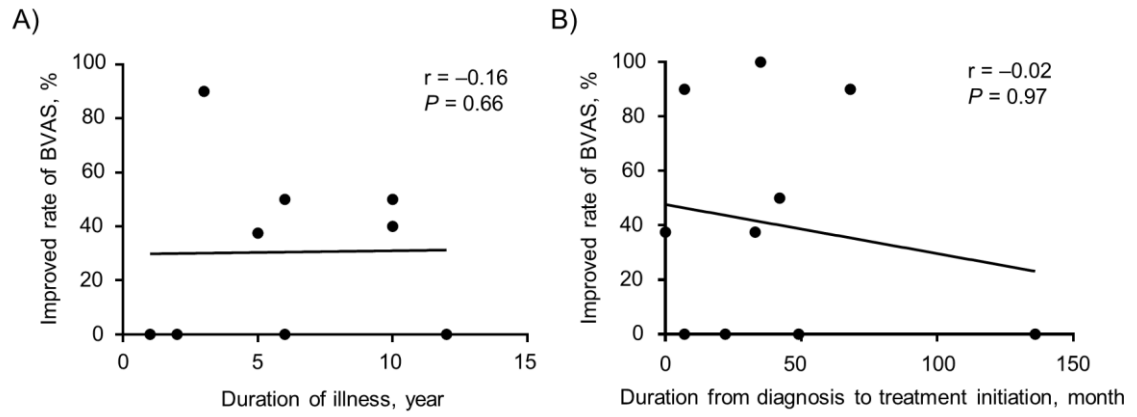 A)
r = –0.16
P = 0.66
Improved rate of BVAS, %
100
80
60
40
20
0
0 5 10 15
Duration of illness, year
B)
r = –0.02
P = 0.97
Improved rate of BVAS, %
100
80
60
40
20
0
0 50 100 150
Duration from diagnosis to treatment initiation, month